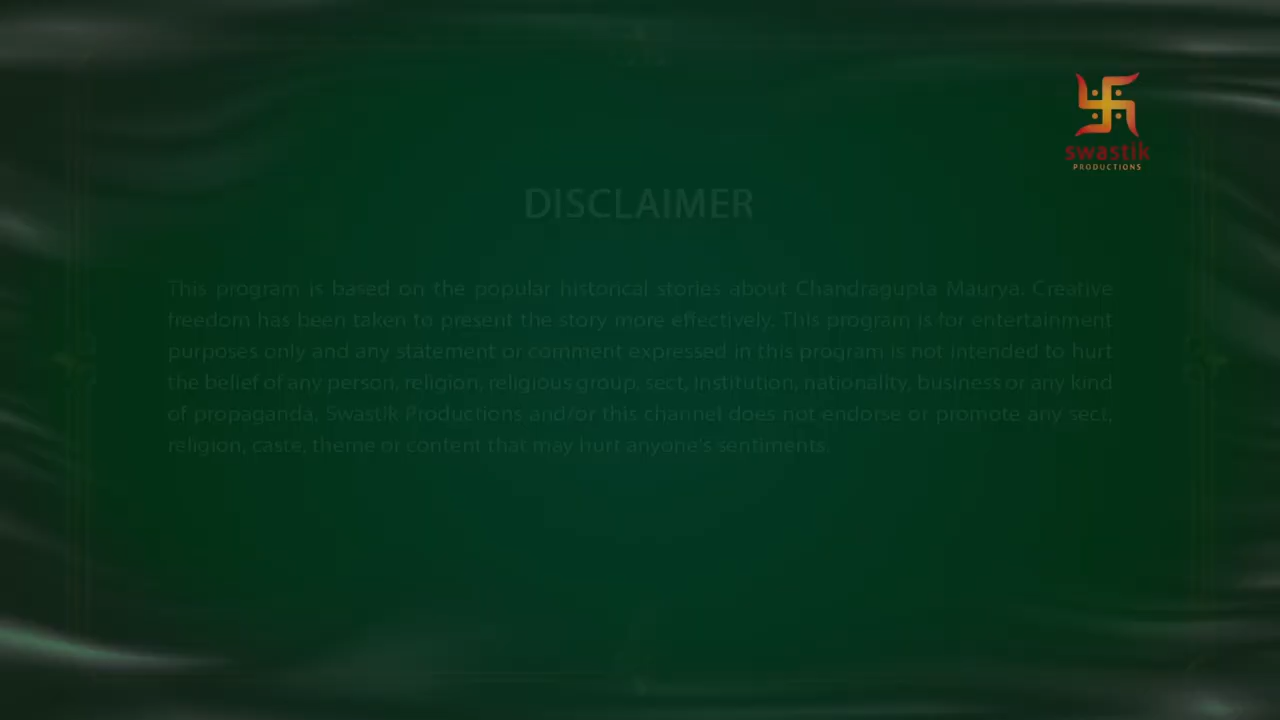 swastik
PRODUCTIONS
DISCLAIMER
This program is based on the popular historical stories about Chandragupta Maurya. Creative
freedom has been taken to present the story more effectively. This program is for entertainment
purposes only and any statement or comment expressed in this program is not intended to hurt
the belief of any person, religion, religious group, sect, institution, nationality, business or any kind
of propaganda. Swastik Productions and/or this channel does not endorse or promote any sect,
religion, caste, theme or content that may hurt anyone's sentiments.